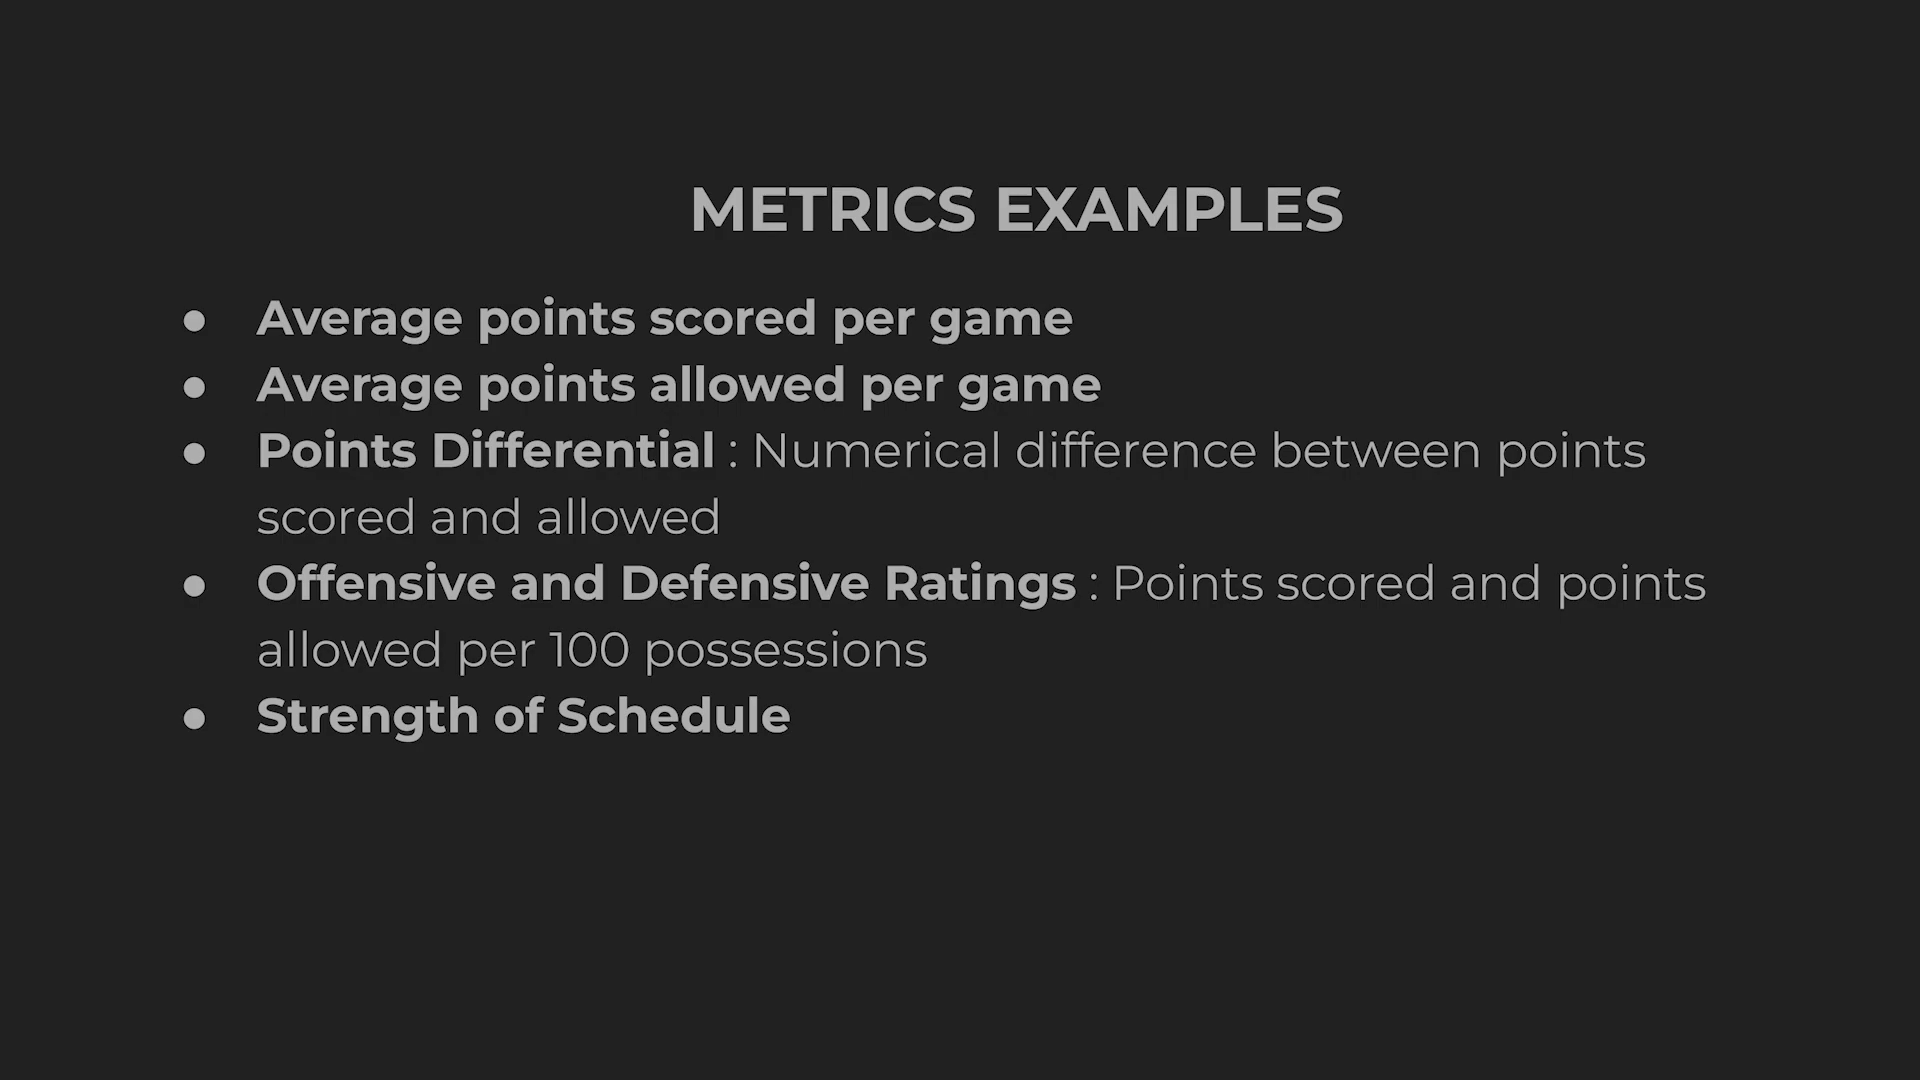 METRICS EXAMPLES
● Average points scored per game
● Average points allowed per game
● Points Differential : Numerical difference between points
scored and allowed
● Offensive and Defensive Ratings : Points scored and points
allowed per 100 possessions
● Strength of Schedule